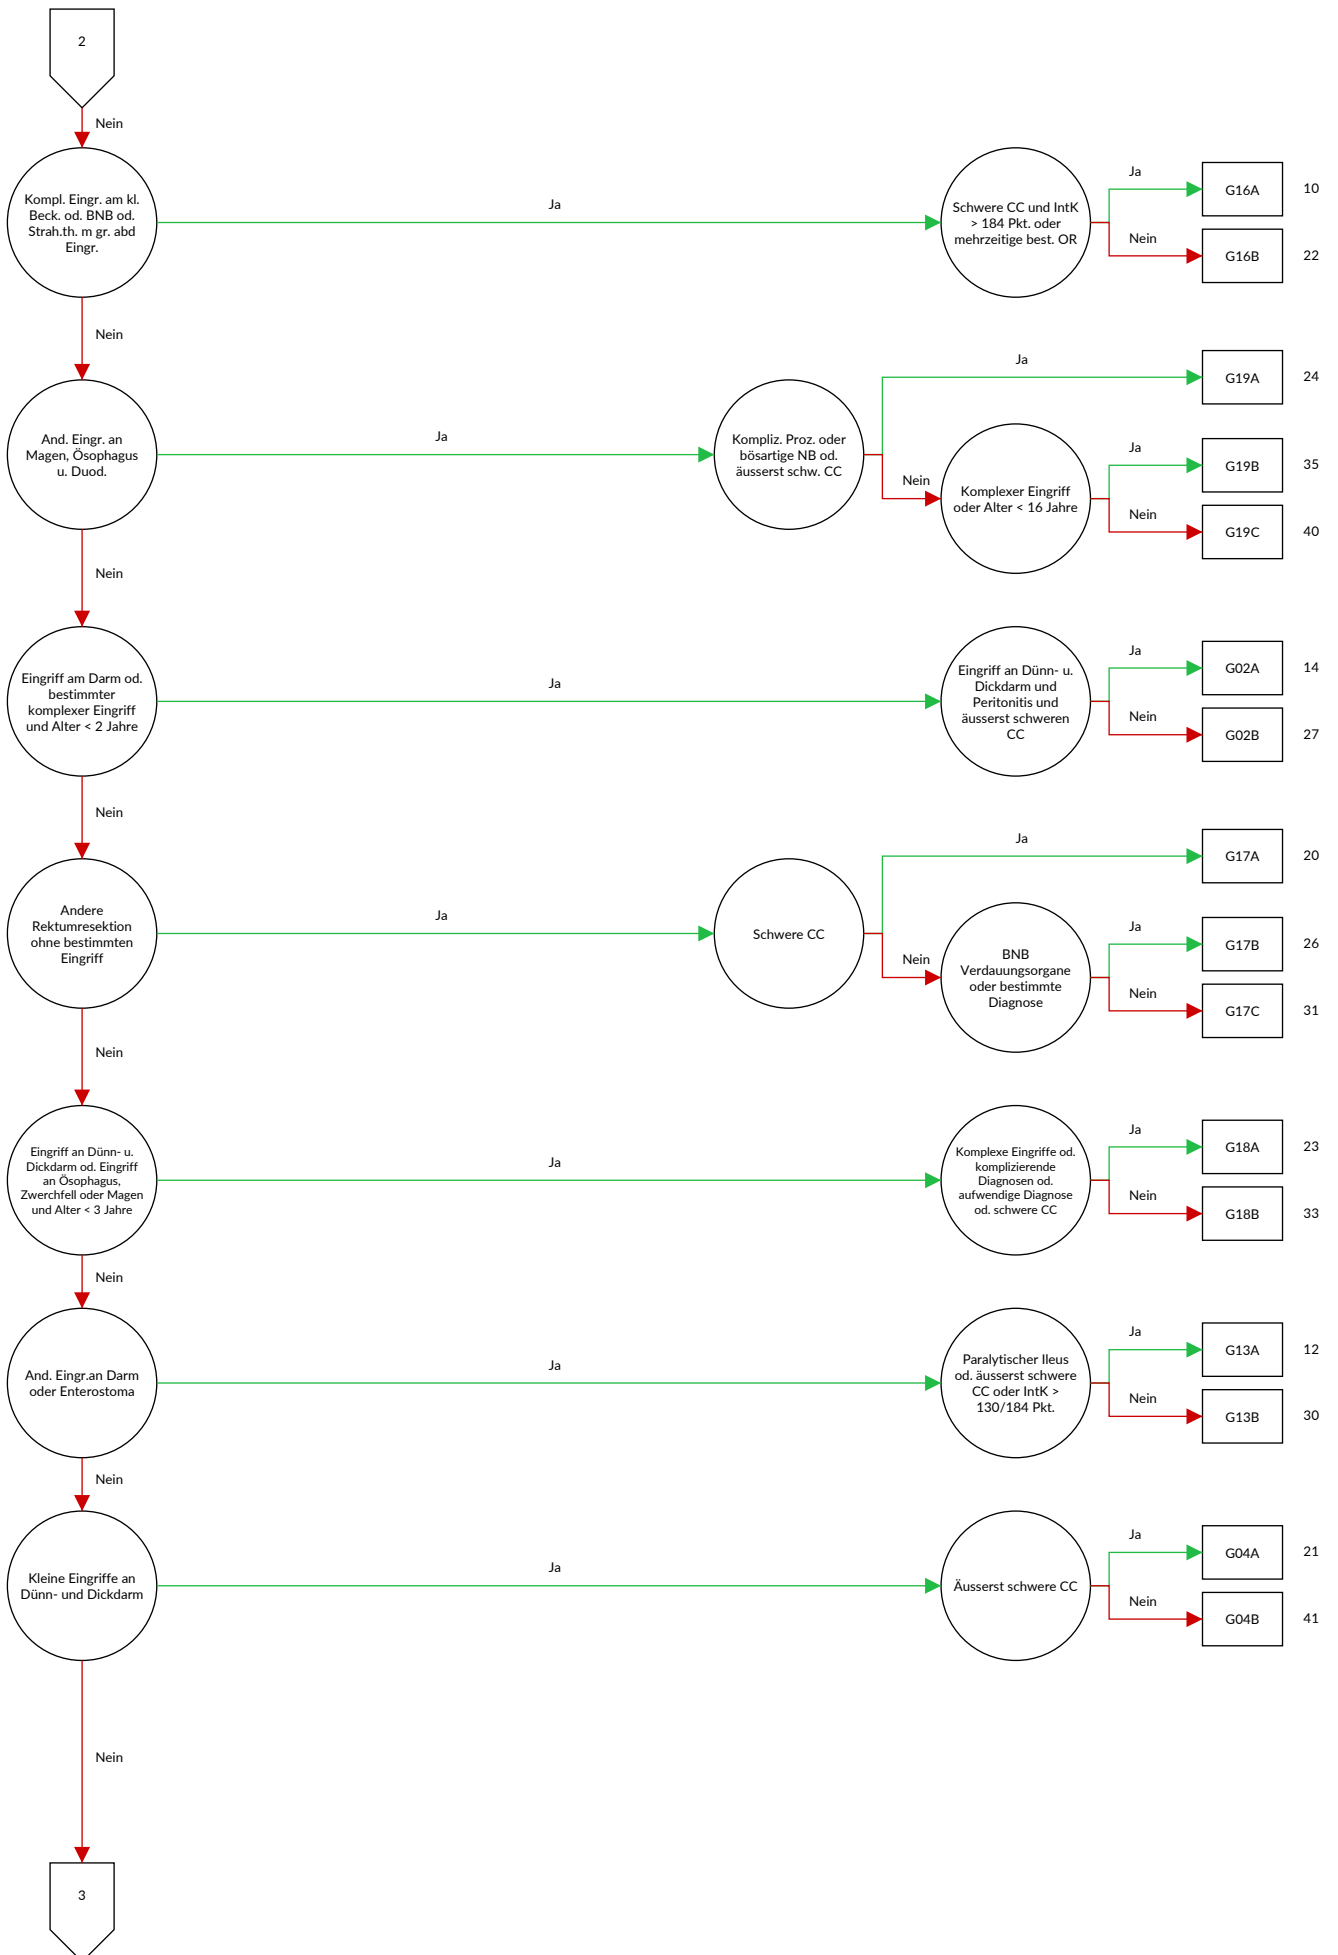 2
Nein
Kompl. Eingr. am kl.
Beck. od. BNB od.
Strah.th. m gr. abd
Eingr.
Ja
Schwere CC und IntK
> 184 Pkt. oder
mehrzeitige best. OR
Ja
G16A
10
Nein
G16B
22
Nein
And. Eingr. an
Magen, Ösophagus
u. Duod.
Ja
Kompliz. Proz. oder
bösartige NB od.
äusserst schw. CC
Ja
G19A
24
Nein
Komplexer Eingriff
oder Alter < 16 Jahre
Ja
G19B
35
Nein
G19C
40
Nein
Eingriff am Darm od.
bestimmter
komplexer Eingriff
und Alter < 2 Jahre
Ja
Eingriff an Dünn- u.
Dickdarm und
Peritonitis und
äusserst schweren
CC
Ja
G02A
14
Nein
G02B
27
Nein
Andere
Rektumresektion
ohne bestimmten
Eingriff
Ja
Schwere CC
Ja
G17A
20
Nein
BNB
Verdauungsorgane
oder bestimmte
Diagnose
Ja
G17B
26
Nein
G17C
31
Nein
Eingriff an Dünn- u.
Dickdarm od. Eingriff
an Ösophagus,
Zwerchfell oder Magen
und Alter < 3 Jahre
Ja
Komplexe Eingriffe od.
komplizierende
Diagnosen od.
aufwendige Diagnose
od. schwere CC
Ja
G18A
23
Nein
G18B
33
Nein
And. Eingr.an Darm
oder Enterostoma
Ja
Paralytischer Ileus
od. äusserst schwere
CC oder IntK >
130/184 Pkt.
Ja
G13A
12
Nein
G13B
30
Nein
Kleine Eingriffe an
Dünn- und Dickdarm
Ja
Äusserst schwere CC
Ja
G04A
21
Nein
G04B
41
Nein
3